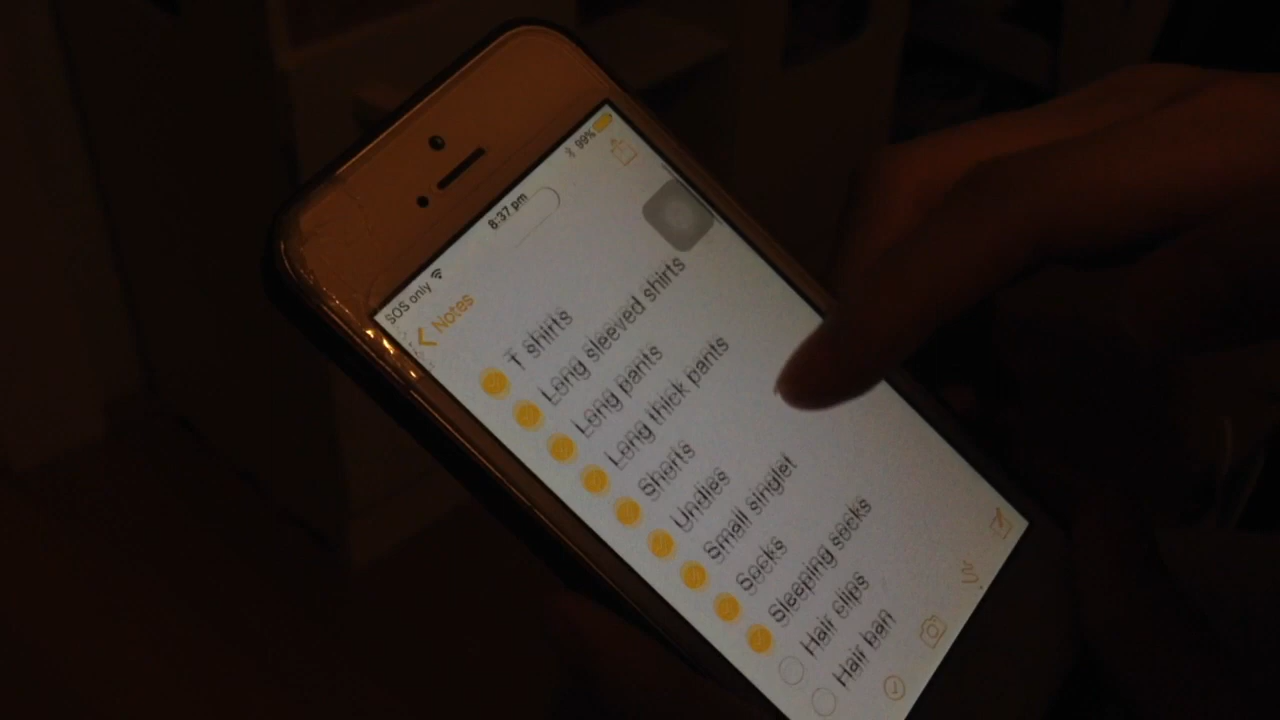 SOS only 8:37 pm 99%
Notes
T shirts
Long sleeved shirts
Long pants
Long thick pants
Shorts
Undies
Small singlet
Socks
Sleeping socks
Hair clips
Hair ban